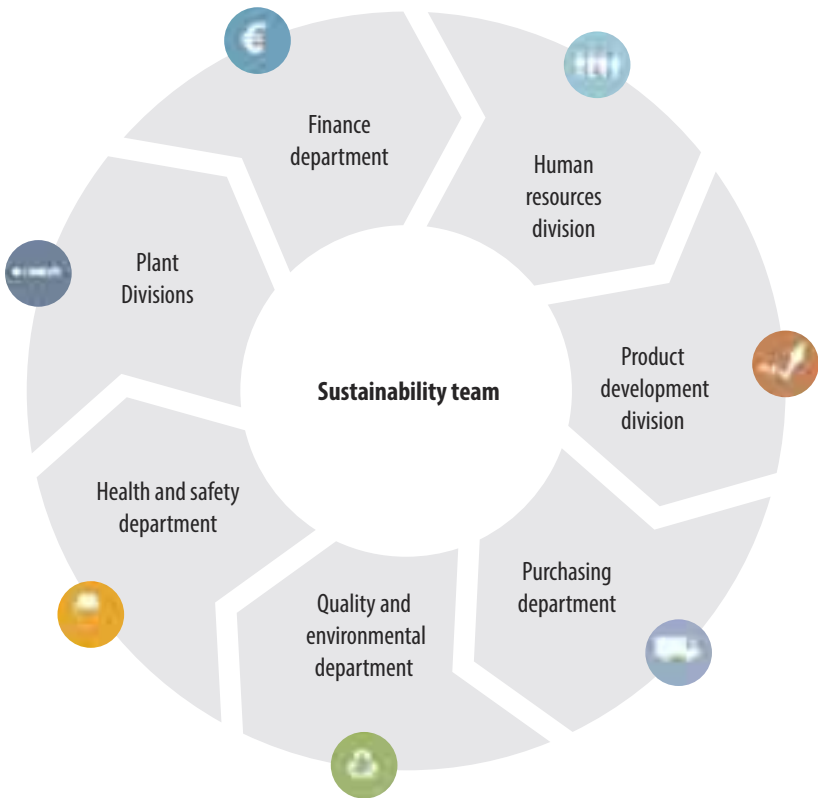 €
Finance
department
Human
resources
division
Plant
Divisions
Product
development
division
Sustainability team
Health and safety
department
Purchasing
department
Quality and
environmental
department